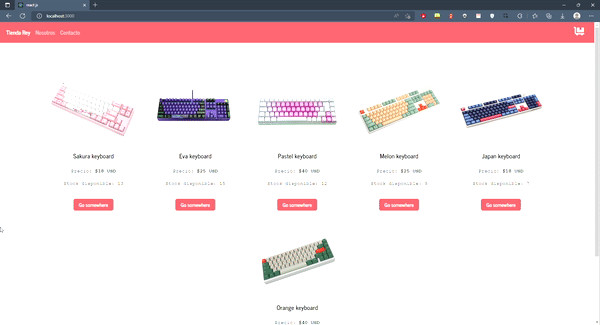 react js
localhost:3000
Tienda Rey Nosotros Contacto
Sakura keyboard Eva keyboard Pastel keyboard Melon keyboard Japan keyboard
Precio: $18 USD Precio: $25 USD Precio: $40 USD Precio: $25 USD Precio: $18 USD
Stock disponible: Stock disponible: 15 Stock disponible: 12 Stock disponible: Stock disponible: 7
Go somewhere Go somewhere Go somewhere Go somewhere Go somewhere
Orange keyboard
Precio: $40 USD